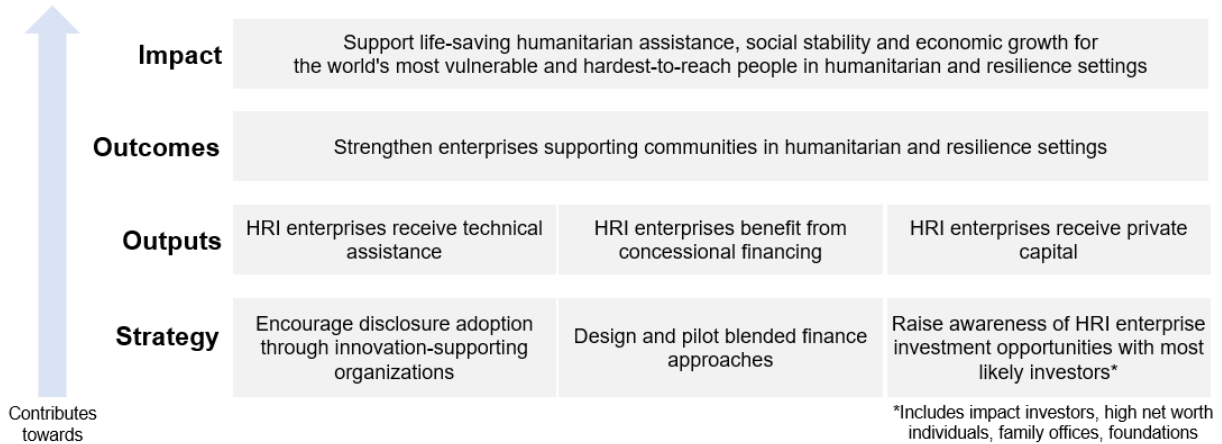 Impact
Support life-saving humanitarian assistance, social stability and economic growth for
the world's most vulnerable and hardest-to-reach people in humanitarian and resilience settings
Outcomes
Strengthen enterprises supporting communities in humanitarian and resilience settings
Outputs
HRI enterprises receive technical
assistance
HRI enterprises benefit from
concessional financing
HRI enterprises receive private
capital
Strategy
Encourage disclosure adoption
through innovation-supporting
organizations
Design and pilot blended finance
approaches
Raise awareness of HRI enterprise
investment opportunities with most
likely investors*
Contributes
towards
*Includes impact investors, high net worth
individuals, family offices, foundations